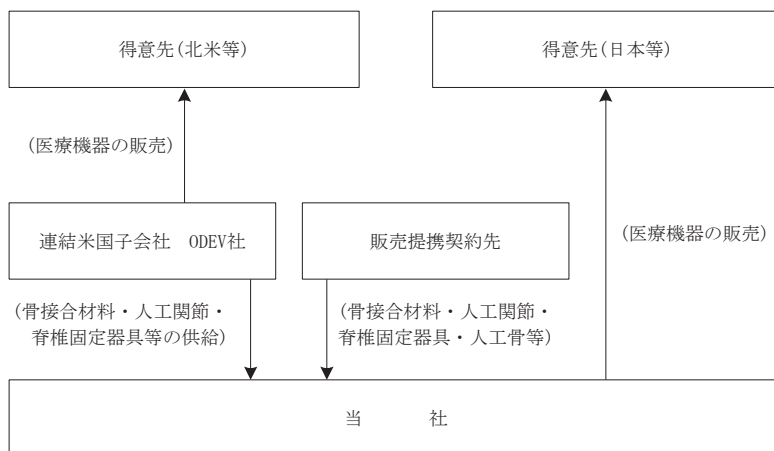 得意先(北米等)
得意先(日本等)
(医療機器の販売)
連結米国子会社 ODEV社
販売提携契約先
(医療機器の販売)
(骨接合材料・人工関節・
脊椎固定器具等の供給)
(骨接合材料・人工関節・
脊椎固定器具・人工骨等)
当 社